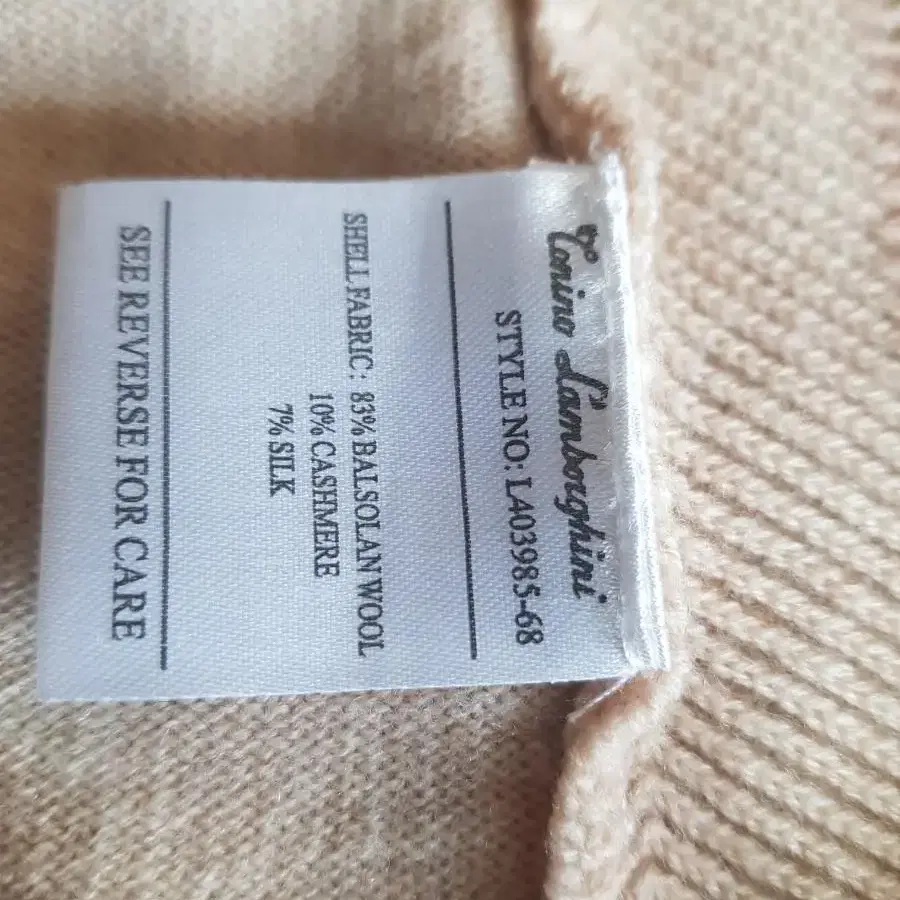 Tonino Lamborghini
STYLE NO: L403985-68
SHELL FABRIC: 83% BALSOLAN WOOL
10% CASHMERE
7% SILK
SEE REVERSE FOR CARE